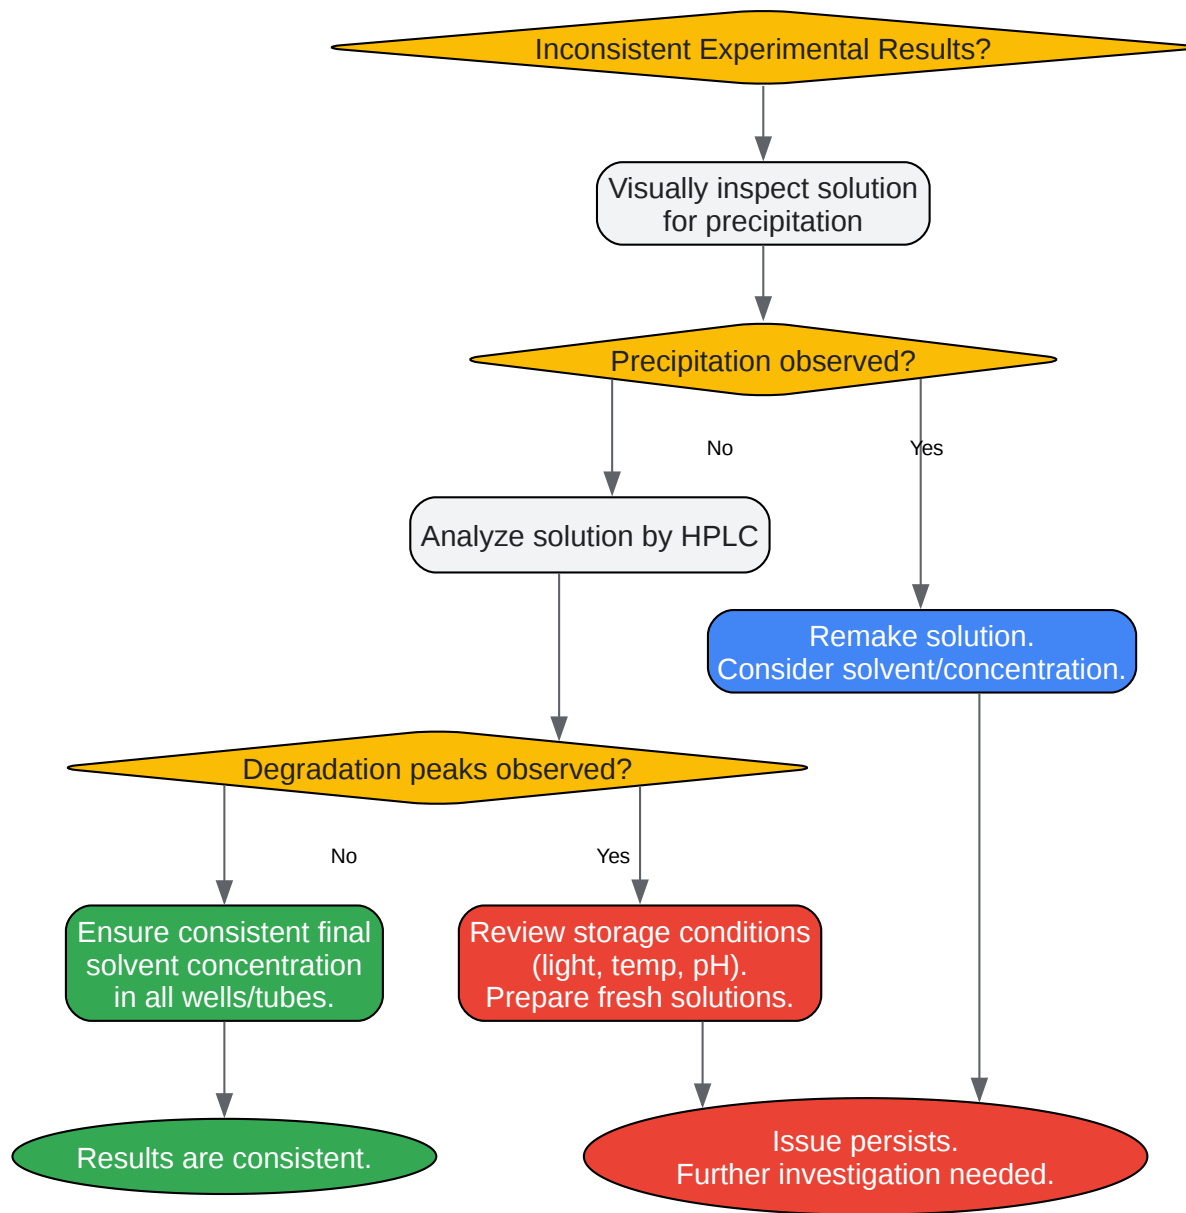 Inconsistent Experimental Results?
Visually inspect solution
for precipitation
Precipitation observed?
No
Yes
Analyze solution by HPLC
Remake solution.
Consider solvent/concentration.
Degradation peaks observed?
No
Yes
Ensure consistent final
solvent concentration
in all wells/tubes.
Review storage conditions
(light, temp, pH).
Prepare fresh solutions.
Results are consistent.
Issue persists.
Further investigation needed.